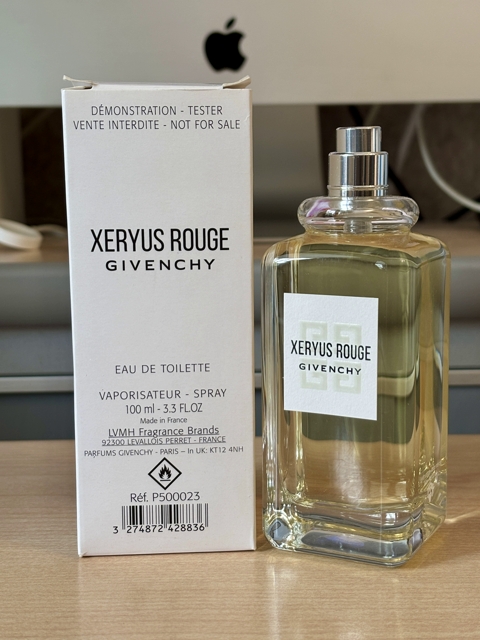 DÉMONSTRATION - TESTER
VENTE INTERDITE - NOT FOR SALE
XERYUS ROUGE
GIVENCHY
EAU DE TOILETTE
VAPORISATEUR - SPRAY
100 ml - 3.3 FL.OZ
Made in France
LVMH Fragrance Brands
92300 LEVALLOIS PERRET - FRANCE
PARFUMS GIVENCHY - PARIS - In UK: KT12 4NH
Réf. P500023
3 274872 428836
XERYUS ROUGE
GIVENCHY